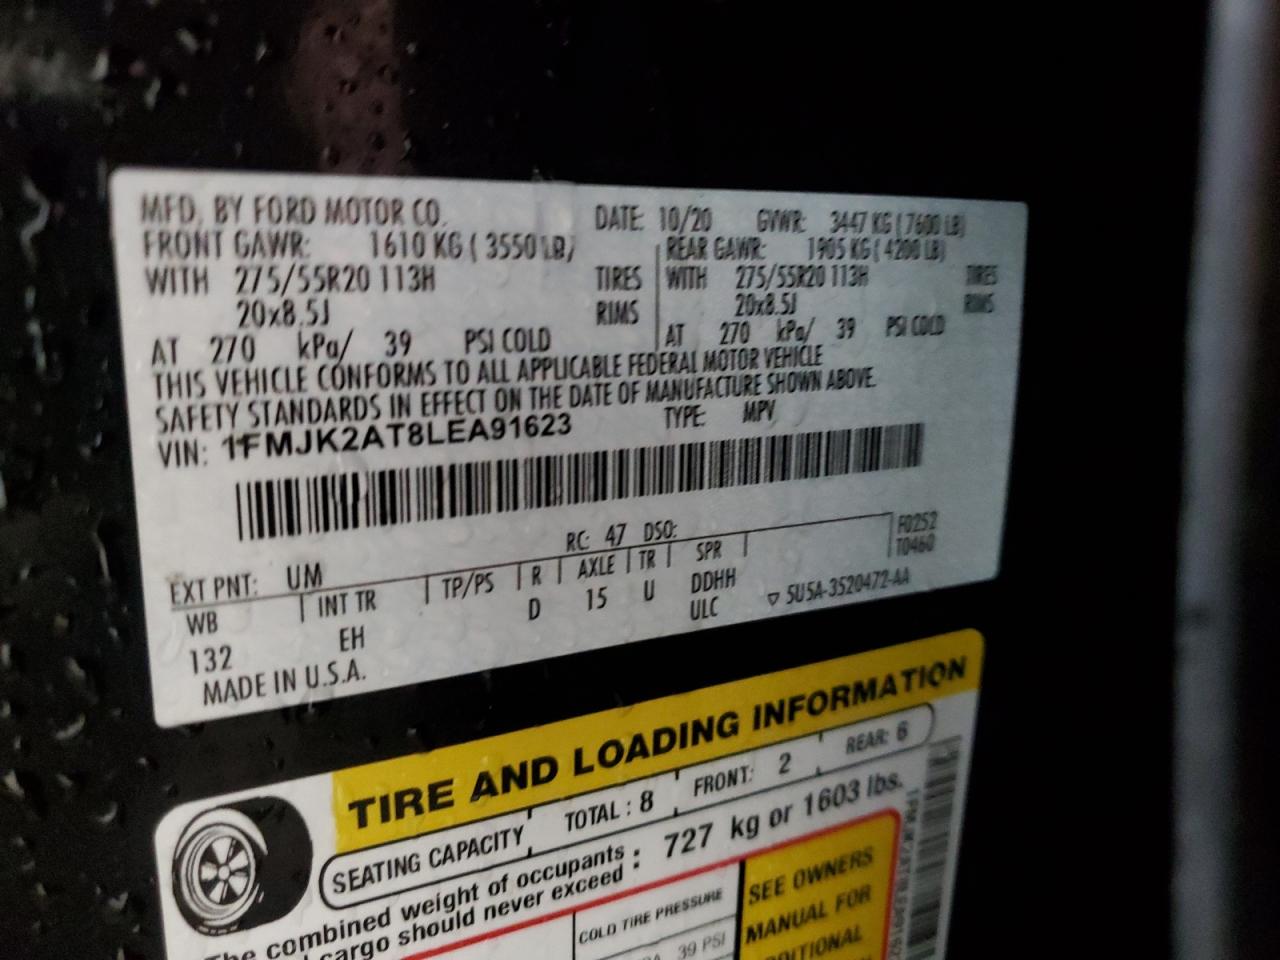 MFD. BY FORD MOTOR CO. DATE: 10/20 GVWR: 3447 KG ( 7600 LB)
FRONT GAWR: 1610 KG ( 3550 LB) REAR GAWR: 1905 KG ( 4200 LB)
WITH 275/55R20 113H TIRES WITH 275/55R20 113H TIRES
20x8.5J RIMS 20x8.5J RIMS
AT 270 kPa/ 39 PSI COLD AT 270 kPa/ 39 PSI COLD
THIS VEHICLE CONFORMS TO ALL APPLICABLE FEDERAL MOTOR VEHICLE
SAFETY STANDARDS IN EFFECT ON THE DATE OF MANUFACTURE SHOWN ABOVE.
VIN: 1FMJK2AT8LEA91623 TYPE: MPV
EXT PNT: UM RC: 47 DSO: F0252
WB INT TR TP/PS R AXLE TR SPR T0460
132 EH D 15 U DDHH ▽ 5U5A-3520472-AA
ULC
MADE IN U.S.A.
TIRE AND LOADING INFORMATION
SEATING CAPACITY TOTAL : 8 FRONT: 2 REAR: 6
The combined weight of occupants
cargo should never exceed : 727 kg or 1603 lbs.
COLD TIRE PRESSURE
39 PSI
SEE OWNERS
MANUAL FOR